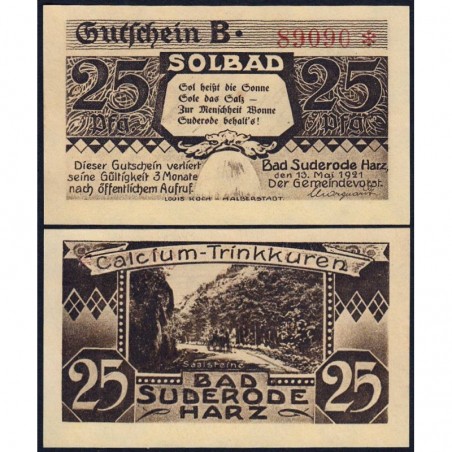 Gutschein B. 89090 *
SOLBAD
25 Pfg. 25 Pfg.
Sol heißt die Sonne
Sole das Salz –
Zur Menschheit Wonne
Suderode behalt's!
Dieser Gutschein verliert
seine Gültigkeit 3 Monate
nach öffentlichem Aufruf.
Bad Suderode Harz,
den 13. Mai 1921
Der Gemeindevorst.
LOUIS KOCH – HALBERSTADT.
Calcium-Trinkkuren
Saalsteine
25 BAD 25
SUDERODE
HARZ